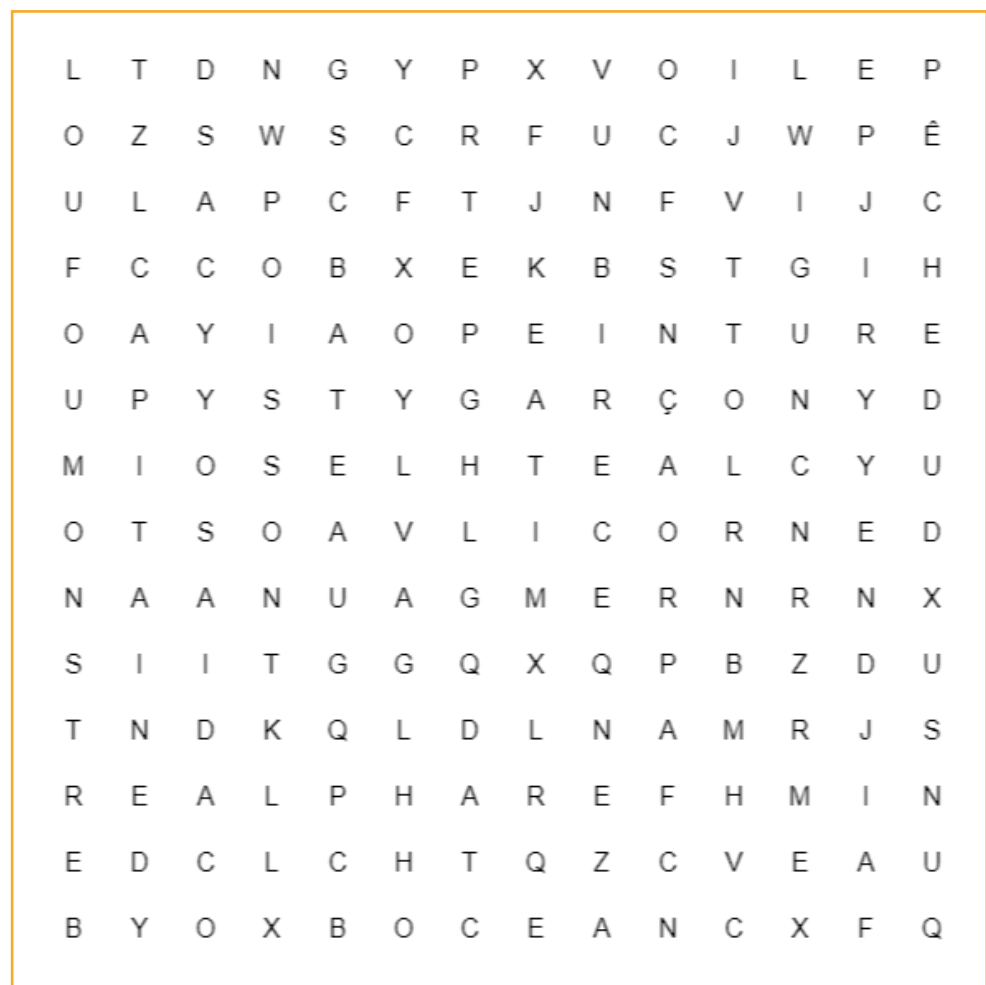 L T D N G Y P X V O I L E P
O Z S W S C R F U C J W P Ê
U L A P C F T J N F V I J C
F C C O B X E K B S T G I H
O A Y I A O P E I N T U R E
U P Y S T Y G A R Ç O N Y D
M I O S E L H T E A L C Y U
O T S O A V L I C O R N E D
N A A N U A G M E R N R N X
S I I T G G Q X Q P B Z D U
T N D K Q L D L N A M R J S
R E A L P H A R E F H M I N
E D C L C H T Q Z C V E A U
B Y O X B O C E A N C X F Q